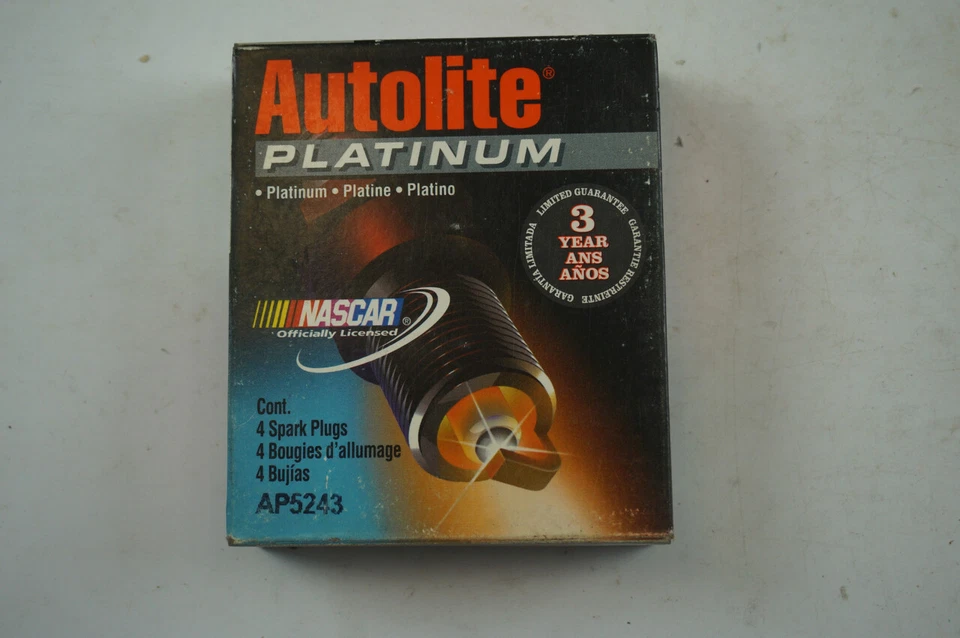 Autolite®
PLATINUM
• Platinum • Platine • Platino
LIMITED GUARANTEE
GARANTIE RESTREINTE
GARANTÍA LIMITADA
3
YEAR
ANS
AÑOS
NASCAR®
Officially Licensed
Cont.
4 Spark Plugs
4 Bougies d'allumage
4 Bujías
AP5243